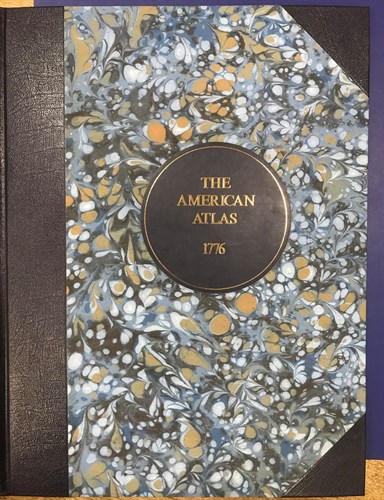 THE
AMERICAN
ATLAS
1776